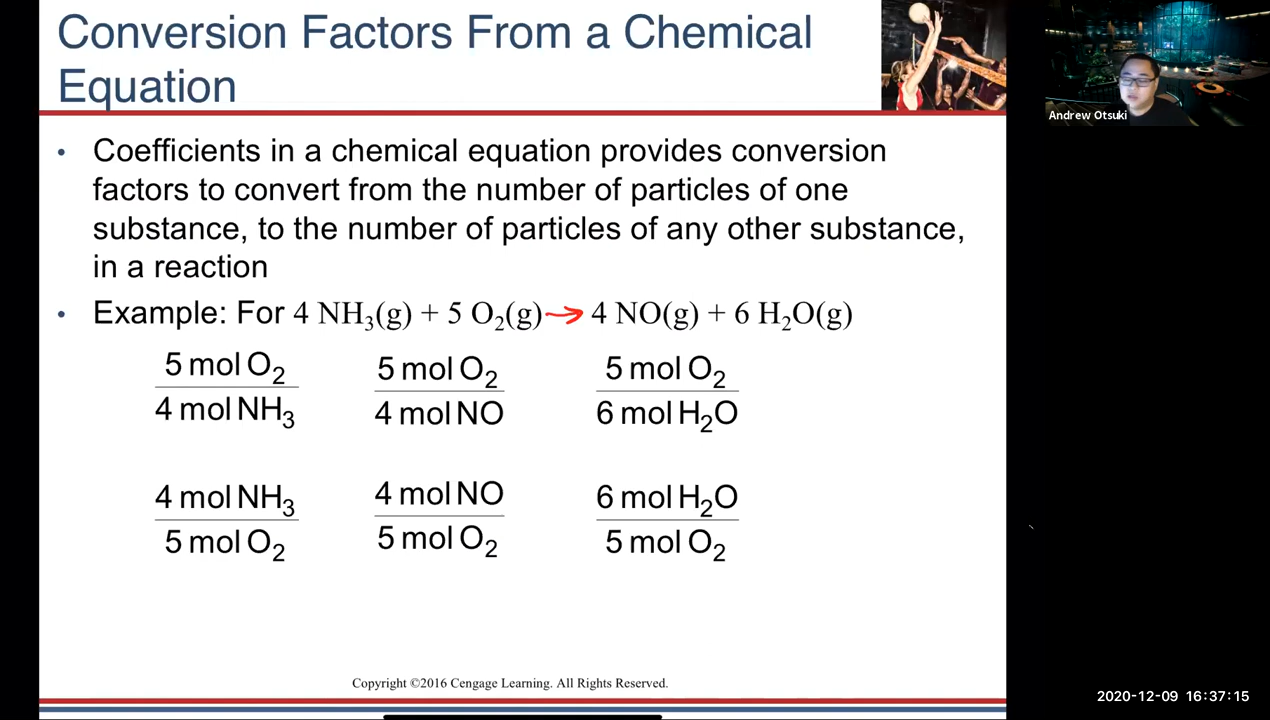 Conversion Factors From a Chemical
Equation
• Coefficients in a chemical equation provides conversion
factors to convert from the number of particles of one
substance, to the number of particles of any other substance,
in a reaction
• Example: For 4 NH₃(g) + 5 O₂(g) → 4 NO(g) + 6 H₂O(g)
5 mol O₂ 5 mol O₂ 5 mol O₂
4 mol NH₃ 4 mol NO 6 mol H₂O
4 mol NH₃ 4 mol NO 6 mol H₂O
5 mol O₂ 5 mol O₂ 5 mol O₂
Copyright ©2016 Cengage Learning. All Rights Reserved.
Andrew Otsuki
2020-12-09 16:37:15